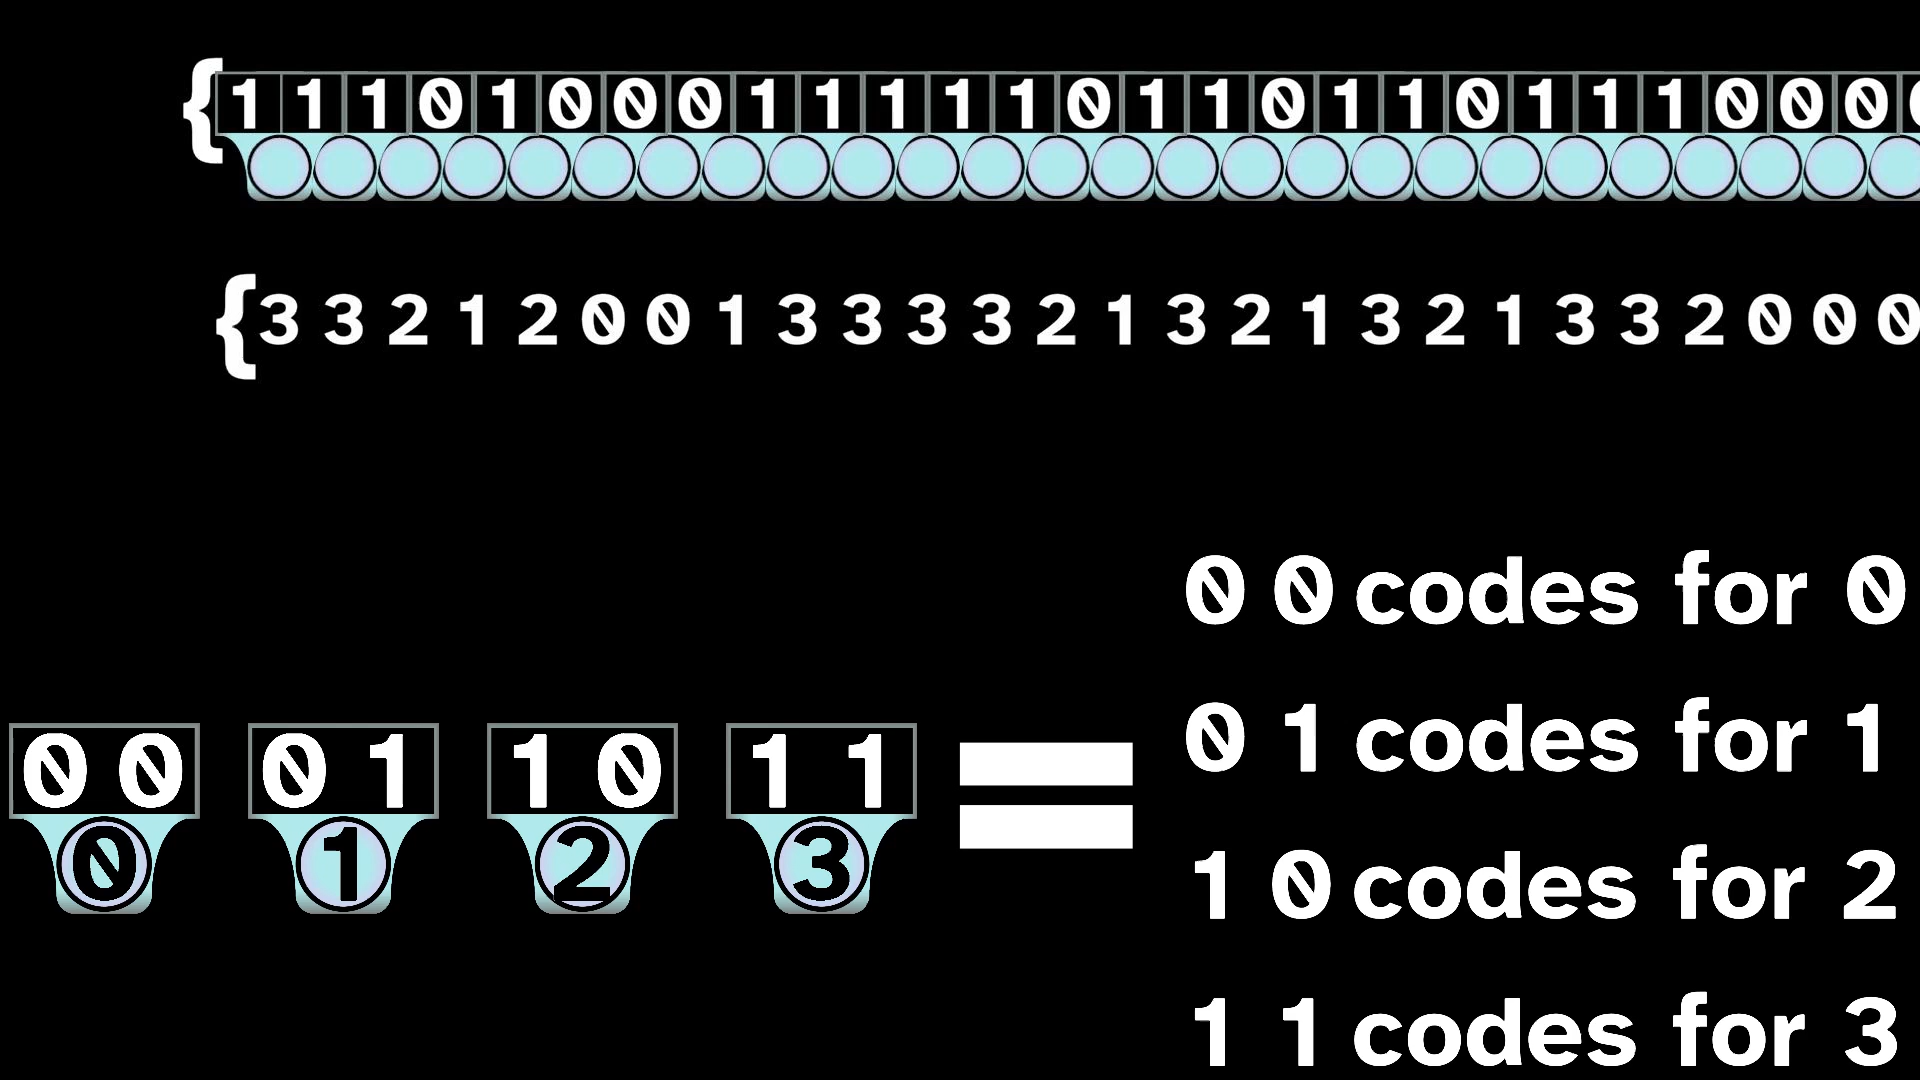 { 1 1 1 0 1 0 0 0 1 1 1 1 1 0 1 1 0 1 1 0 1 1 1 0 0 0 0
{ 3 3 2 1 2 0 0 1 3 3 3 3 2 1 3 2 1 3 2 1 3 3 2 0 0 0
0 0 codes for 0
0 1 codes for 1
0 0 0 1 1 0 1 1 =
0 1 2 3
1 0 codes for 2
1 1 codes for 3